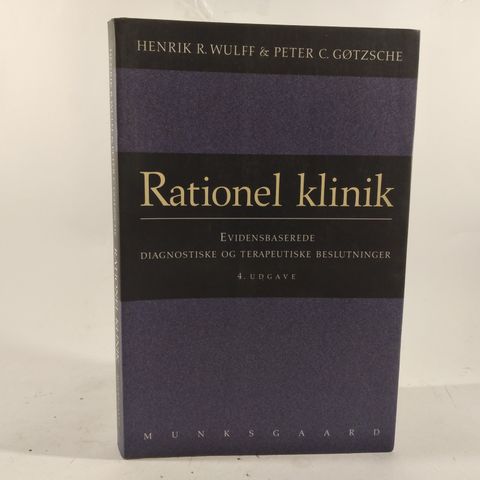 HENRIK R. WULFF & PETER C. GØTZSCHE
Rationel klinik
EVIDENSBASEREDE
DIAGNOSTISKE OG TERAPEUTISKE BESLUTNINGER
4. UDGAVE
MUNKSGAARD